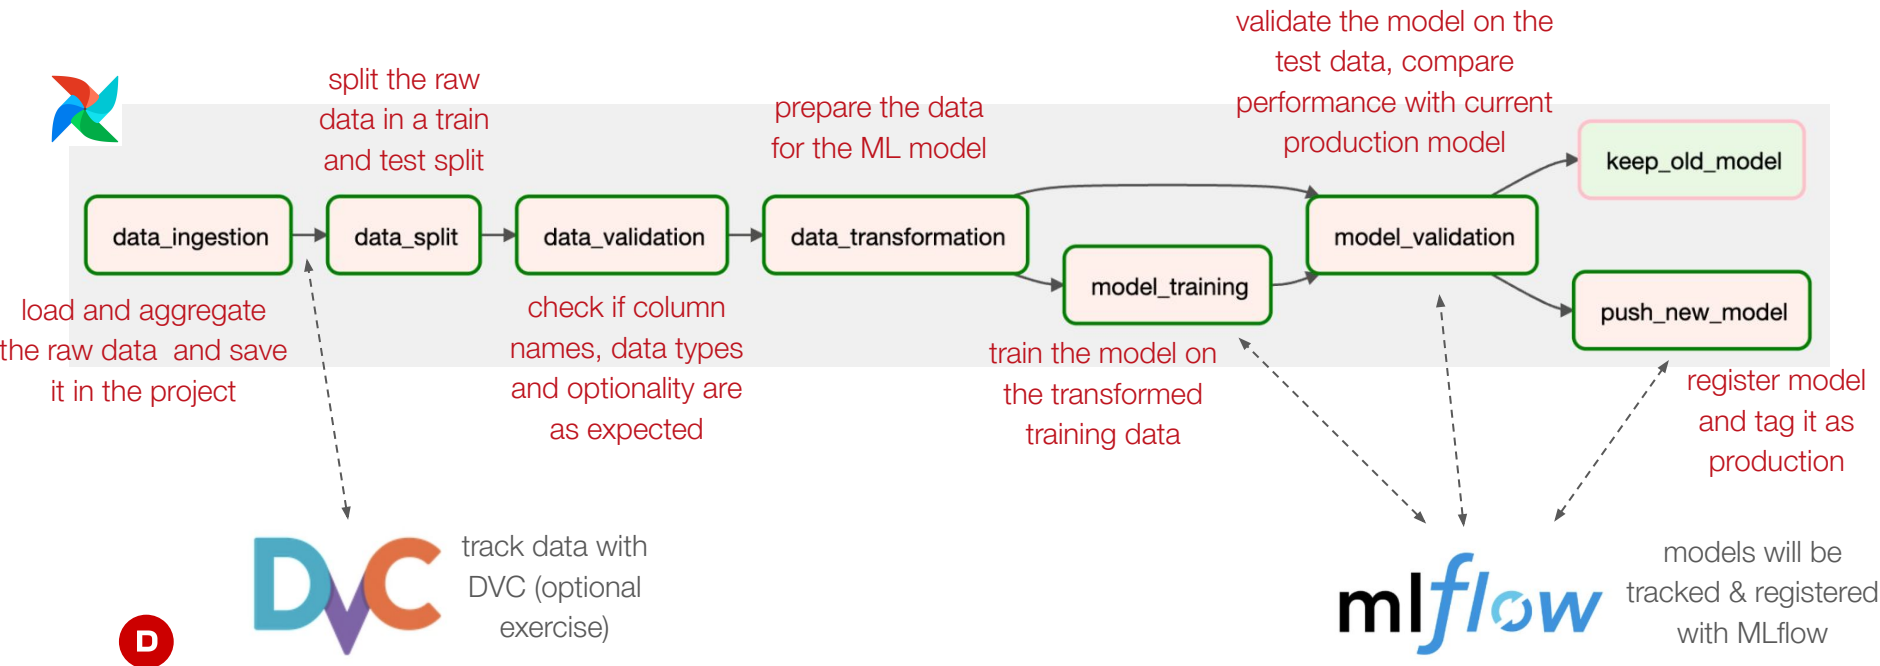 validate the model on the
test data, compare
performance with current
production model
split the raw
data in a train
and test split
prepare the data
for the ML model
keep_old_model
data_ingestion
data_split
data_validation
data_transformation
model_validation
model_training
push_new_model
load and aggregate
the raw data and save
it in the project
check if column
names, data types
and optionality are
as expected
train the model on
the transformed
training data
register model
and tag it as
production
DVC
track data with
DVC (optional
exercise)
mlflow
models will be
tracked & registered
with MLflow
D